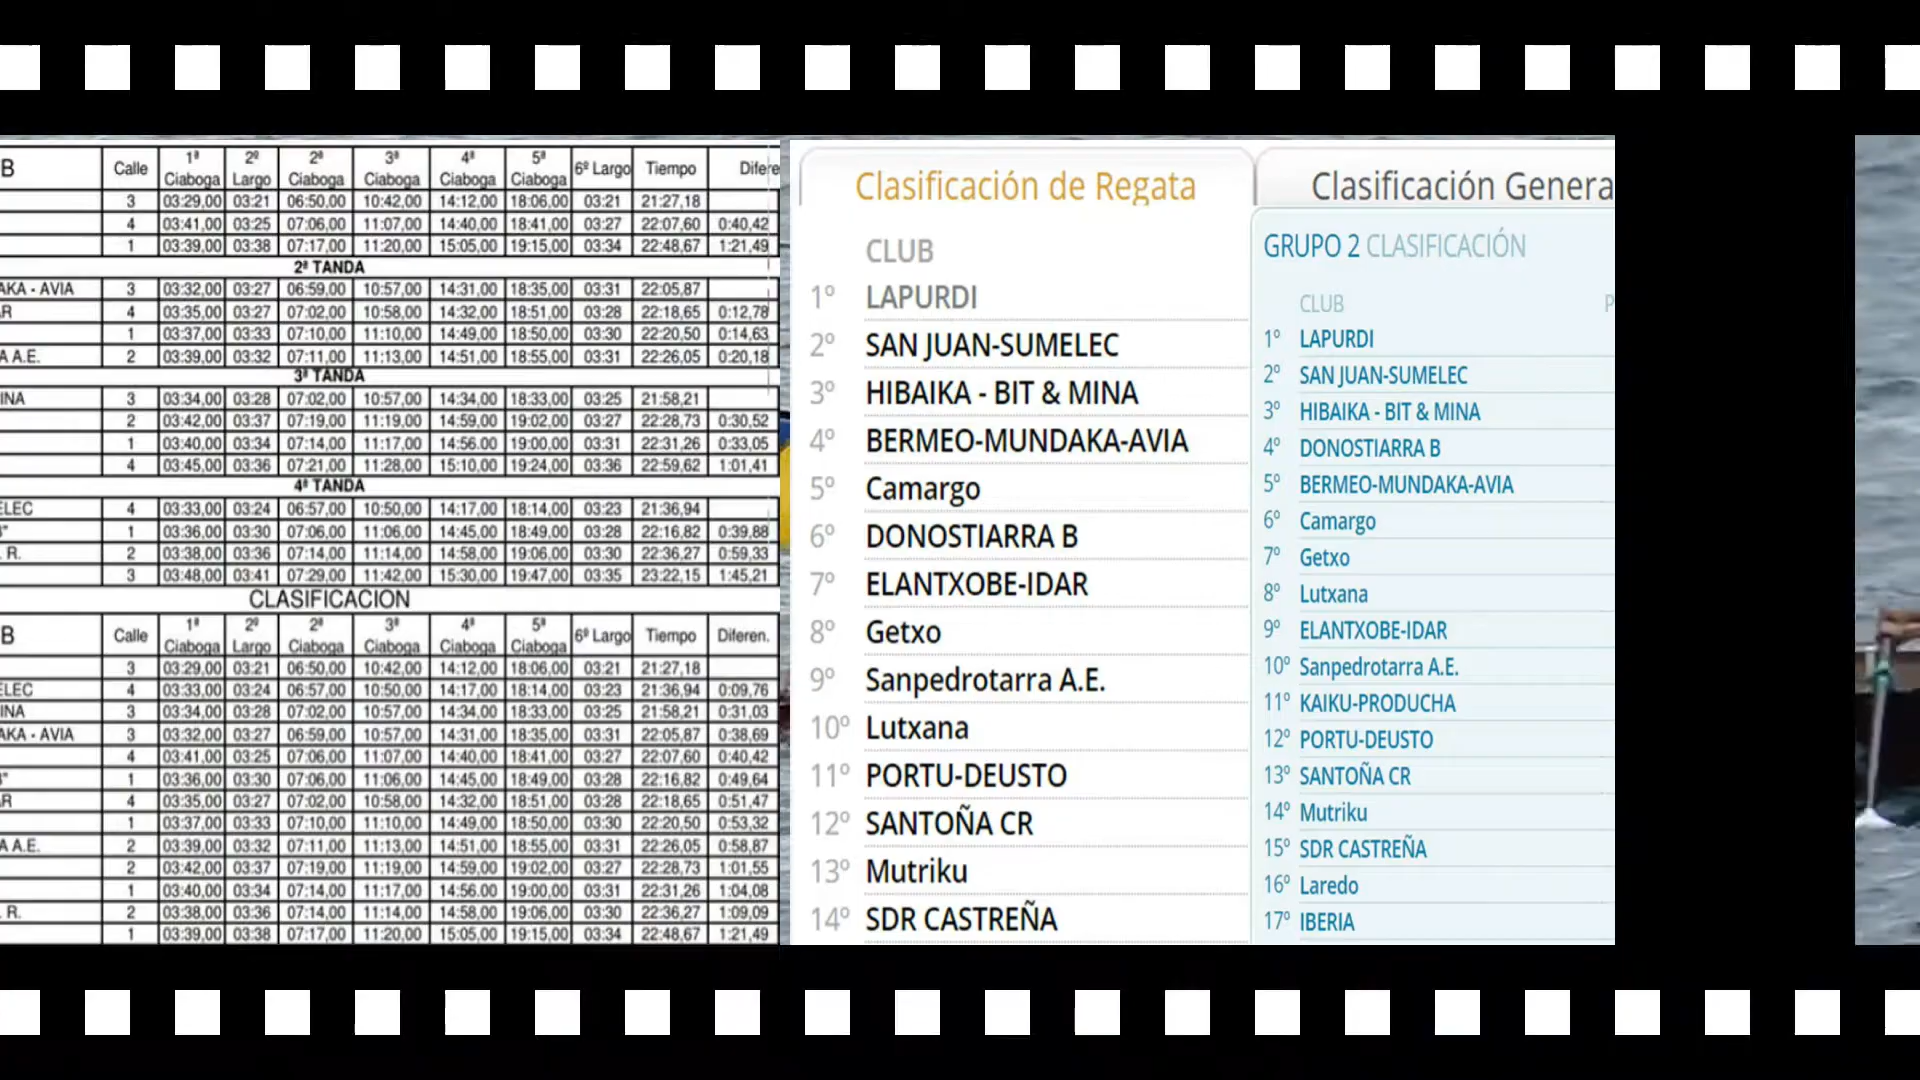 B Calle 1ª Ciaboga 2º Largo 2ª Ciaboga 3ª Ciaboga 4ª Ciaboga 5ª Ciaboga 6º Largo Tiempo
3 03:29,00 03:21 06:50,00 10:42,00 14:12,00 18:06,00 03:21 21:27,18
4 03:41,00 03:25 07:06,00 11:07,00 14:40,00 18:41,00 03:27 22:07,60 0:40,42
1 03:39,00 03:38 07:17,00 11:20,00 15:05,00 19:15,00 03:34 22:48,67 1:21,49
2ª TANDA
AKA - AVIA 3 03:32,00 03:27 06:59,00 10:57,00 14:31,00 18:35,00 03:31 22:05,87
R 4 03:35,00 03:27 07:02,00 10:58,00 14:32,00 18:51,00 03:28 22:18,65 0:12,78
1 03:37,00 03:33 07:10,00 11:10,00 14:49,00 18:50,00 03:30 22:20,50 0:14,63
A A.E. 2 03:39,00 03:32 07:11,00 11:13,00 14:51,00 18:55,00 03:31 22:26,05 0:20,18
3ª TANDA
INA 3 03:34,00 03:28 07:02,00 10:57,00 14:34,00 18:33,00 03:25 21:58,21
2 03:42,00 03:37 07:19,00 11:19,00 14:59,00 19:02,00 03:27 22:28,73 0:30,52
1 03:40,00 03:34 07:14,00 11:17,00 14:56,00 19:00,00 03:31 22:31,26 0:33,05
4 03:45,00 03:36 07:21,00 11:28,00 15:10,00 19:24,00 03:36 22:59,62 1:01,41
4ª TANDA
ELEC 4 03:33,00 03:24 06:57,00 10:50,00 14:17,00 18:14,00 03:23 21:36,94
1 03:36,00 03:30 07:06,00 11:06,00 14:45,00 18:49,00 03:28 22:16,82 0:39,88
. R. 2 03:38,00 03:36 07:14,00 11:14,00 14:58,00 19:06,00 03:30 22:36,27 0:59,33
3 03:48,00 03:41 07:29,00 11:42,00 15:30,00 19:47,00 03:35 23:22,15 1:45,21
CLASIFICACION
B Calle 1ª Ciaboga 2º Largo 2ª Ciaboga 3ª Ciaboga 4ª Ciaboga 5ª Ciaboga 6º Largo Tiempo Diferen.
3 03:29,00 03:21 06:50,00 10:42,00 14:12,00 18:06,00 03:21 21:27,18
ELEC 4 03:33,00 03:24 06:57,00 10:50,00 14:17,00 18:14,00 03:23 21:36,94 0:09,76
INA 3 03:34,00 03:28 07:02,00 10:57,00 14:34,00 18:33,00 03:25 21:58,21 0:31,03
AKA - AVIA 3 03:32,00 03:27 06:59,00 10:57,00 14:31,00 18:35,00 03:31 22:05,87 0:38,69
4 03:41,00 03:25 07:06,00 11:07,00 14:40,00 18:41,00 03:27 22:07,60 0:40,42
1 03:36,00 03:30 07:06,00 11:06,00 14:45,00 18:49,00 03:28 22:16,82 0:49,64
R 4 03:35,00 03:27 07:02,00 10:58,00 14:32,00 18:51,00 03:28 22:18,65 0:51,47
1 03:37,00 03:33 07:10,00 11:10,00 14:49,00 18:50,00 03:30 22:20,50 0:53,32
A A.E. 2 03:39,00 03:32 07:11,00 11:13,00 14:51,00 18:55,00 03:31 22:26,05 0:58,87
2 03:42,00 03:37 07:19,00 11:19,00 14:59,00 19:02,00 03:27 22:28,73 1:01,55
1 03:40,00 03:34 07:14,00 11:17,00 14:56,00 19:00,00 03:31 22:31,26 1:04,08
. R. 2 03:38,00 03:36 07:14,00 11:14,00 14:58,00 19:06,00 03:30 22:36,27 1:09,09
1 03:39,00 03:38 07:17,00 11:20,00 15:05,00 19:15,00 03:34 22:48,67 1:21,49
Clasificación de Regata
CLUB
1º LAPURDI
2º SAN JUAN-SUMELEC
3º HIBAIKA - BIT & MINA
4º BERMEO-MUNDAKA-AVIA
5º Camargo
6º DONOSTIARRA B
7º ELANTXOBE-IDAR
8º Getxo
9º Sanpedrotarra A.E.
10º Lutxana
11º PORTU-DEUSTO
12º SANTOÑA CR
13º Mutriku
14º SDR CASTREÑA
Clasificación Genera
GRUPO 2 CLASIFICACIÓN
CLUB P
1º LAPURDI
2º SAN JUAN-SUMELEC
3º HIBAIKA - BIT & MINA
4º DONOSTIARRA B
5º BERMEO-MUNDAKA-AVIA
6º Camargo
7º Getxo
8º Lutxana
9º ELANTXOBE-IDAR
10º Sanpedrotarra A.E.
11º KAIKU-PRODUCHA
12º PORTU-DEUSTO
13º SANTOÑA CR
14º Mutriku
15º SDR CASTREÑA
16º Laredo
17º IBERIA